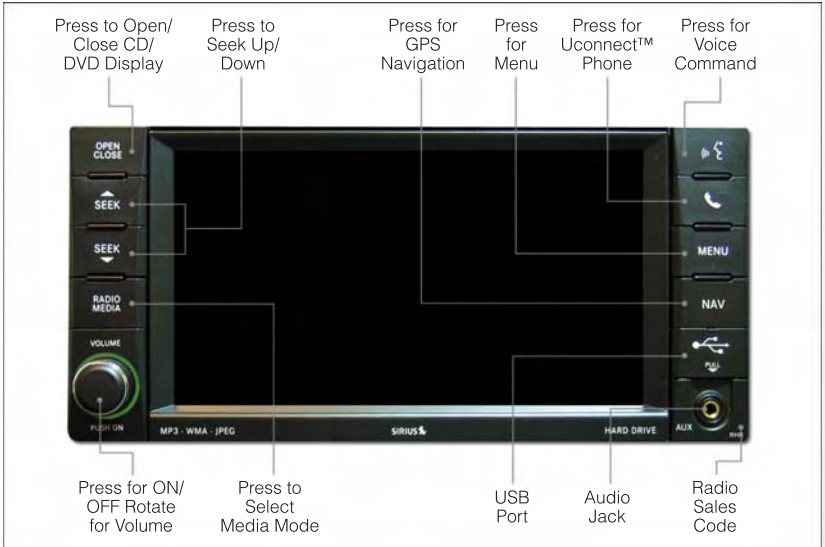 Press to Open/
Close CD/
DVD Display
Press to
Seek Up/
Down
Press for
GPS
Navigation
Press
for
Menu
Press for
Uconnect™
Phone
Press for
Voice
Command
OPEN
CLOSE
SEEK
SEEK
RADIO
MEDIA
VOLUME
PUSH ON
MENU
NAV
PULL
AUX
RHR
MP3 - WMA - JPEG
SIRIUS
HARD DRIVE
Press for ON/
OFF Rotate
for Volume
Press to
Select
Media Mode
USB
Port
Audio
Jack
Radio
Sales
Code